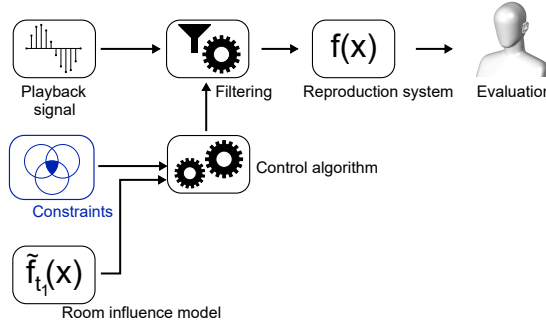 f(x)
Playback
signal
Filtering
Reproduction system
Evaluation
Control algorithm
Constraints
f̃t₁(x)
Room influence model